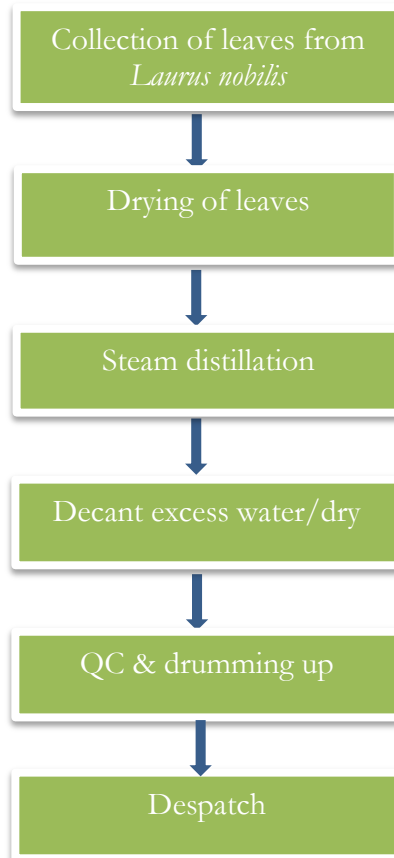 Collection of leaves from
Laurus nobilis
Drying of leaves
Steam distillation
Decant excess water/dry
QC & drumming up
Despatch